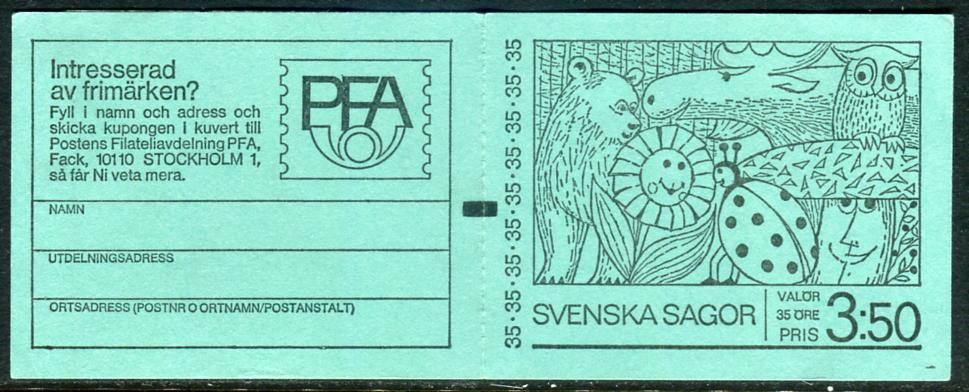 Intresserad
av frimärken?
Fyll i namn och adress och
skicka kupongen i kuvert till
Postens Filateliavdelning PFA,
Fack, 10110 STOCKHOLM 1,
så får Ni veta mera.
PFA
NAMN
UTDELNINGSADRESS
ORTSADRESS (POSTNR O ORTNAMN/POSTANSTALT)
35·35·35·35·35·35·35·35·35·35
SVENSKA SAGOR
VALÖR
35 ÖRE
PRIS
3:50